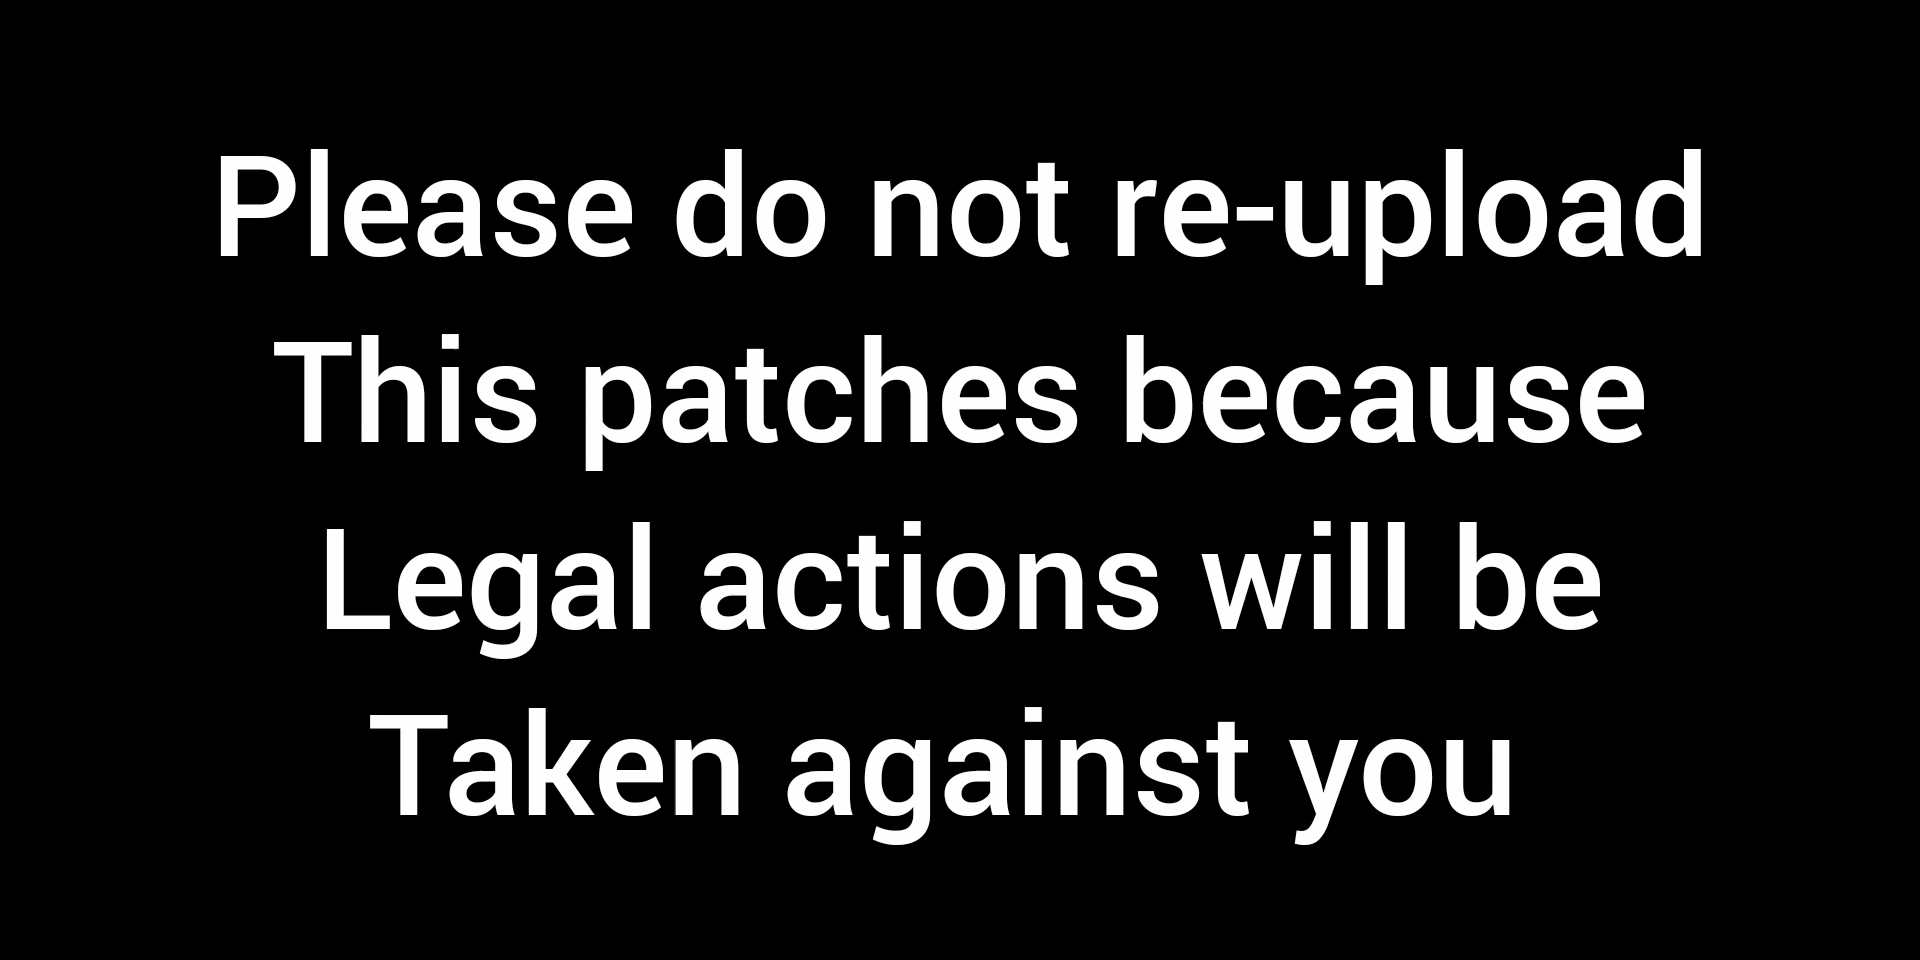 Please do not re-upload
This patches because
Legal actions will be
Taken against you